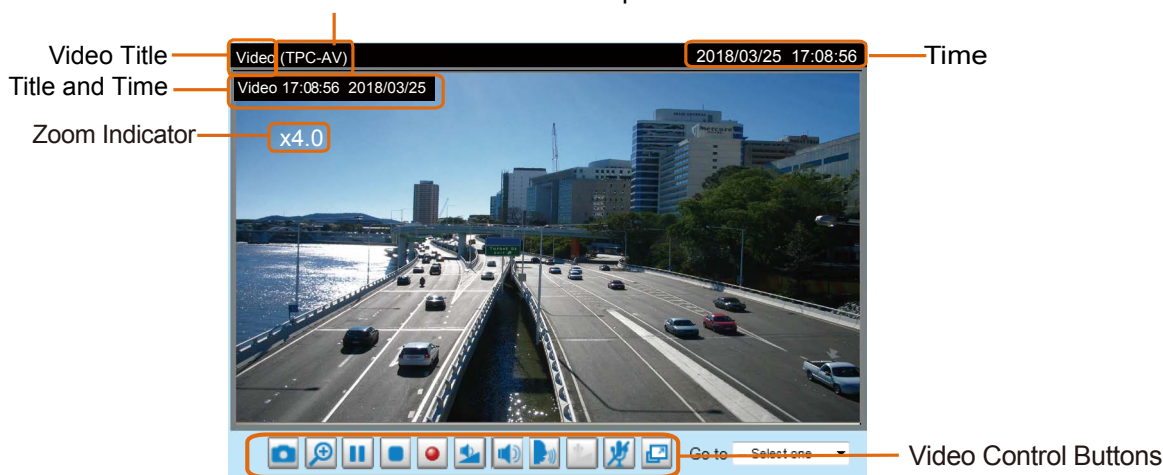 Video Title
Video (TPC-AV)
2018/03/25 17:08:56
Time
Title and Time
Video 17:08:56 2018/03/25
Zoom Indicator
x4.0
Go to
Select one
Video Control Buttons